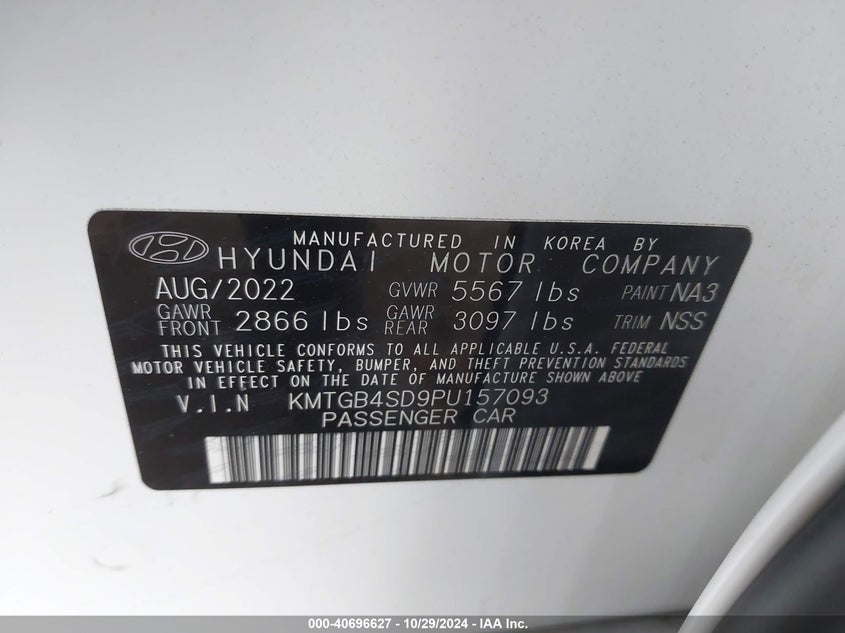 MANUFACTURED IN KOREA BY
HYUNDAI MOTOR COMPANY
AUG/2022 GVWR 5567 lbs PAINT NA3
GAWR FRONT 2866 lbs GAWR REAR 3097 lbs TRIM NSS
THIS VEHICLE CONFORMS TO ALL APPLICABLE U.S.A. FEDERAL
MOTOR VEHICLE SAFETY, BUMPER, AND THEFT PREVENTION STANDARDS
IN EFFECT ON THE DATE OF MANUFACTURE SHOWN ABOVE
V.I.N KMTGB4SD9PU157093
PASSENGER CAR
000-40696627 - 10/29/2024 - IAA Inc.